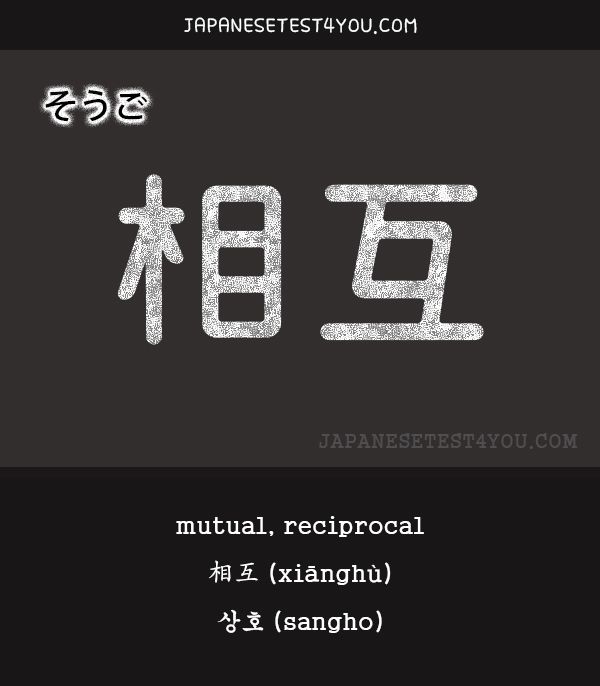 JAPANESETEST4YOU.COM
そうご
相互
JAPANESETEST4YOU.COM
mutual, reciprocal
相互 (xiānghù)
상호 (sangho)